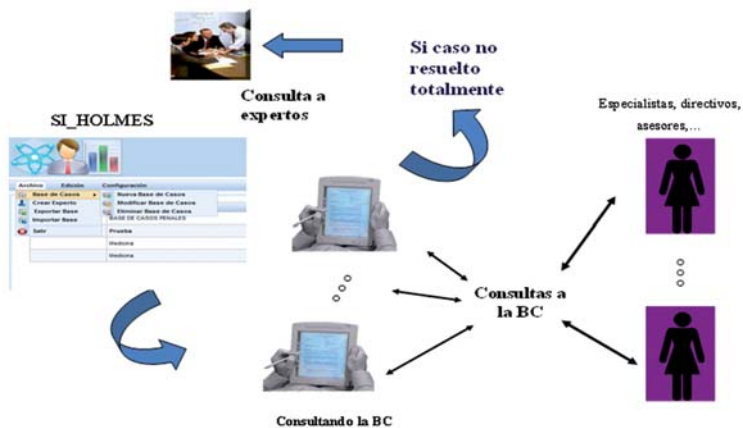 Si caso no
resuelto
totalmente
Consulta a
expertos
Especialistas, directivos,
asesores,...
SI_HOLMES
Archivo Edición Configuración
Base de Casos
Nueva Base de Casos
Crear Experto
Modificar Base de Casos
Exportar Base
Eliminar Base de Casos
Importar Base
BASE DE CASOS PENALES
Salir
Prueba
Medicina
Medicina
Consultas a
la BC
Consultando la BC